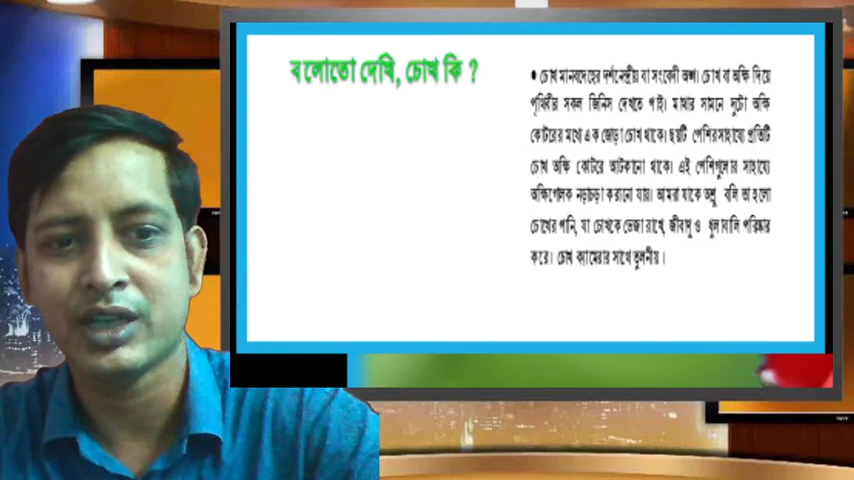 বলোতো দেখি, চোখ কি ?
• চোখ মানবদেহের দর্শনেন্দ্রীয় বা সংবেদী অঙ্গ। চোখ বা অক্ষি দিয়ে
পৃথিবীর সকল জিনিস দেখতে পাই। মাথার সামনে দুটো অক্ষি
কোটরের মধ্যে এক জোড়া চোখ থাকে। ছয়টি পেশির সাহায্যে প্রতিটি
চোখ অক্ষি কোটরে আটকানো থাকে। এই পেশিগুলোর সাহায্যে
অক্ষিগোলক নড়াচড়া করানো যায়। আমরা যাকে অশ্রু বলি তা হলো
চোখের পানি, যা চোখকে ভেজা রাখে, জীবাণু ও ধুলাবালি পরিষ্কার
করে। চোখ ক্যামেরার সাথে তুলনীয়।